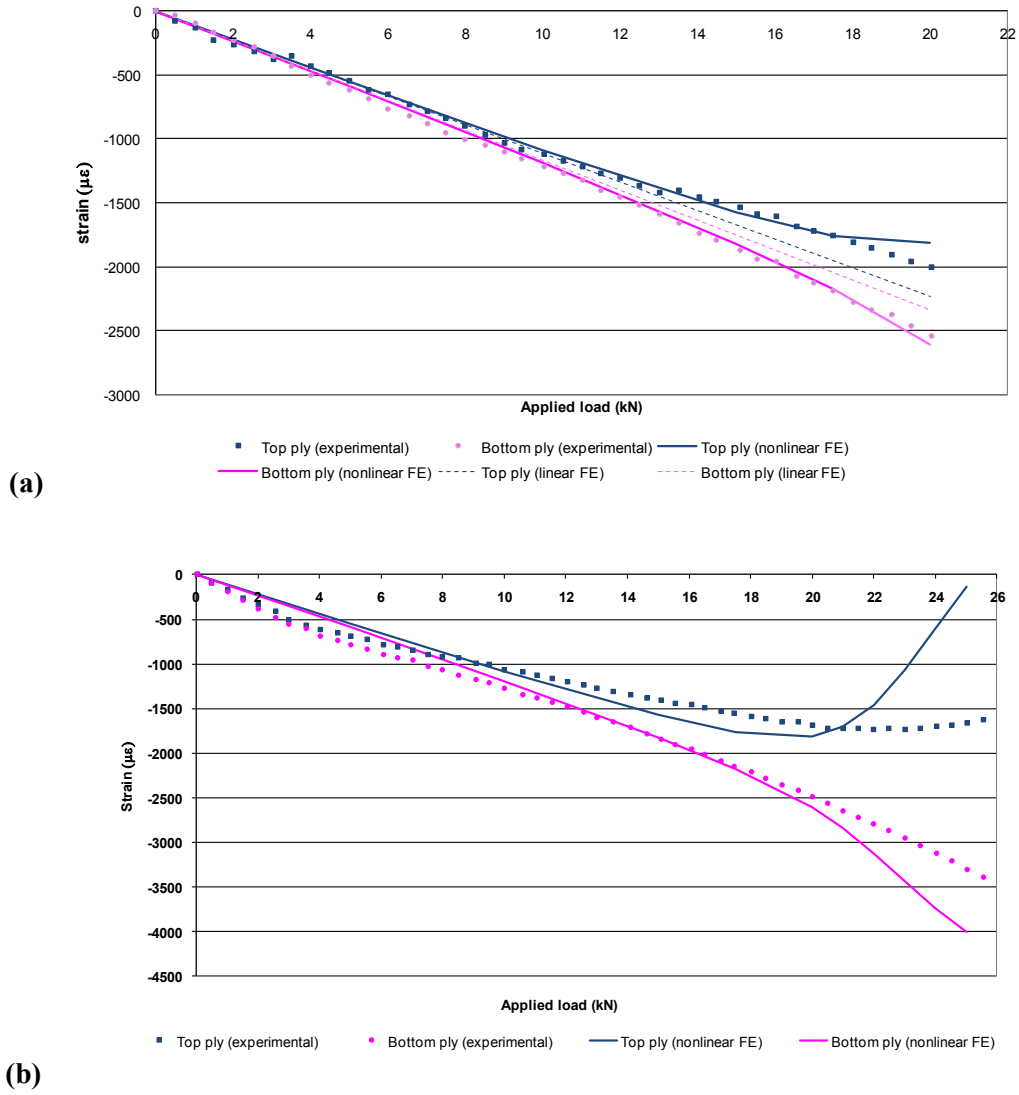 0
0 2 4 6 8 10 12 14 16 18 20 22
-500
-1000
-1500
-2000
-2500
-3000
strain (µε)
Applied load (kN)
Top ply (experimental) Bottom ply (experimental) Top ply (nonlinear FE)
Bottom ply (nonlinear FE) Top ply (linear FE) Bottom ply (linear FE)
(a)
0
0 2 4 6 8 10 12 14 16 18 20 22 24 26
-500
-1000
-1500
-2000
-2500
-3000
-3500
-4000
-4500
Strain (µε)
Applied load (kN)
Top ply (experimental) Bottom ply (experimental) Top ply (nonlinear FE) Bottom ply (nonlinear FE)
(b)